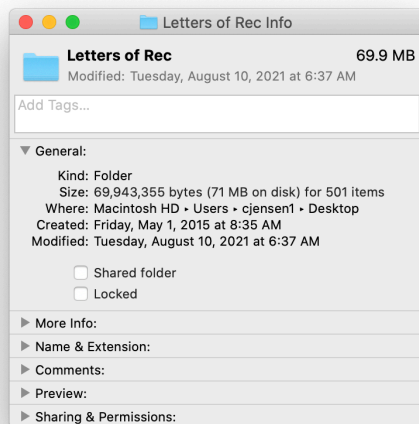 Letters of Rec Info
Letters of Rec 69.9 MB
Modified: Tuesday, August 10, 2021 at 6:37 AM
Add Tags...
General:
Kind: Folder
Size: 69,943,355 bytes (71 MB on disk) for 501 items
Where: Macintosh HD ▸ Users ▸ cjensen1 ▸ Desktop
Created: Friday, May 1, 2015 at 8:35 AM
Modified: Tuesday, August 10, 2021 at 6:37 AM
Shared folder
Locked
More Info:
Name & Extension:
Comments:
Preview:
Sharing & Permissions: